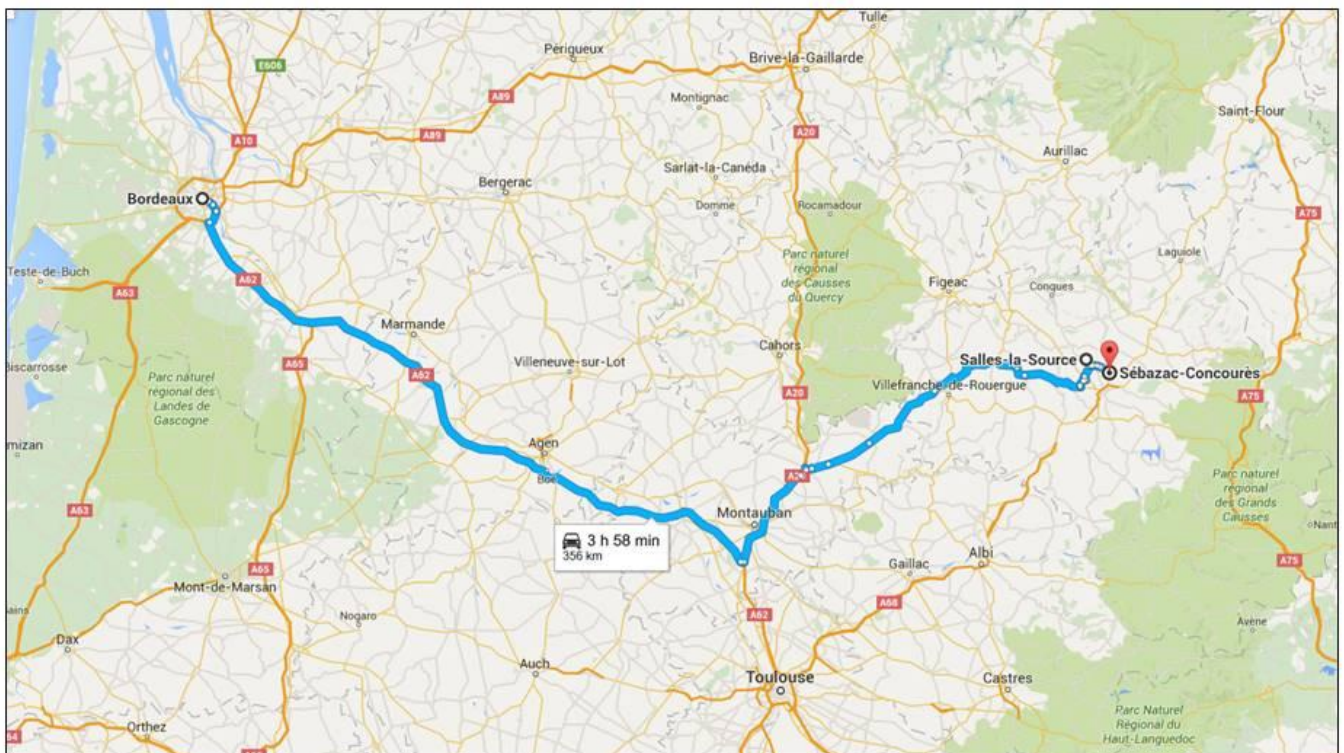 Tulle
Périgueux
Brive-la-Gaillarde
E606
A89
Montignac
Saint-Flour
A10
A89
A20
Aurillac
Sarlat-la-Canéda
Bergerac
Bordeaux
Domme
Rocamadour
A75
Parc naturel
régional
des Causses
du Quercy
Laguiole
Teste-de-Buch
A62
A63
Figeac
Conques
Marmande
Cahors
Salles-la-Source
A65
Villeneuve-sur-Lot
Biscarrosse
A62
Sébazac-Concourès
Parc naturel
régional des
Landes de
Gascogne
Villefranche-de-Rouergue
A20
A75
mizan
Agen
Boé
Parc naturel
régional
des Grands
Causses
A63
Montauban
Nant
3 h 58 min
356 km
Albi
Gaillac
A65
A75
Mont-de-Marsan
A68
Nogaro
A62
Avène
Dax
Auch
Toulouse
Castres
Orthez
Parc Naturel
Régional du
Haut-Languedoc
64